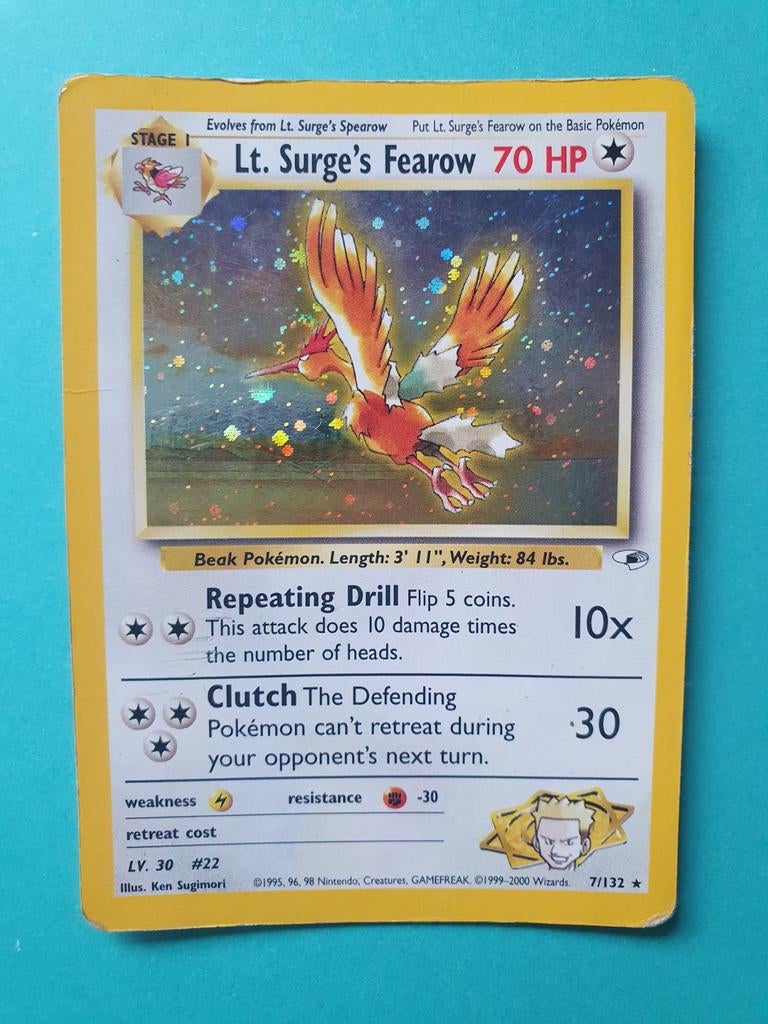 Evolves from Lt. Surge's Spearow Put Lt. Surge's Fearow on the Basic Pokémon
STAGE 1
Lt. Surge's Fearow 70 HP
Beak Pokémon. Length: 3' 11", Weight: 84 lbs.
Repeating Drill Flip 5 coins.
This attack does 10 damage times
the number of heads.
10x
Clutch The Defending
Pokémon can't retreat during
your opponent's next turn.
30
weakness resistance -30
retreat cost
LV. 30 #22
Illus. Ken Sugimori ©1995, 96, 98 Nintendo, Creatures, GAMEFREAK. ©1999-2000 Wizards. 7/132 ★